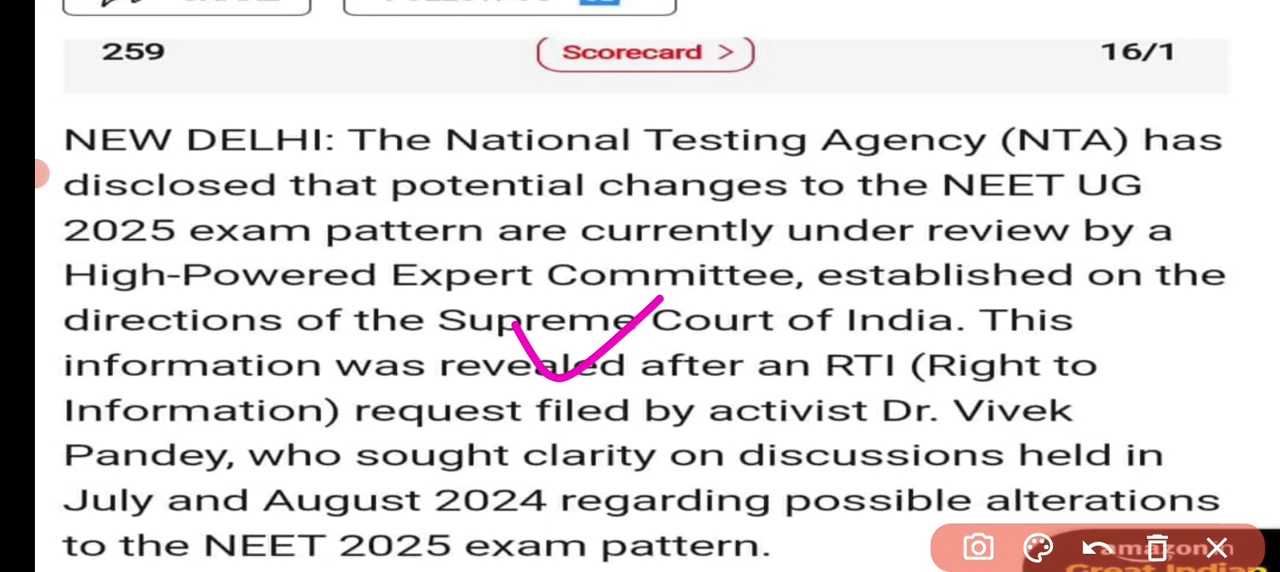 259 Scorecard > 16/1
NEW DELHI: The National Testing Agency (NTA) has
disclosed that potential changes to the NEET UG
2025 exam pattern are currently under review by a
High-Powered Expert Committee, established on the
directions of the Supreme Court of India. This
information was revealed after an RTI (Right to
Information) request filed by activist Dr. Vivek
Pandey, who sought clarity on discussions held in
July and August 2024 regarding possible alterations
to the NEET 2025 exam pattern.
amazon.in
Great Indian